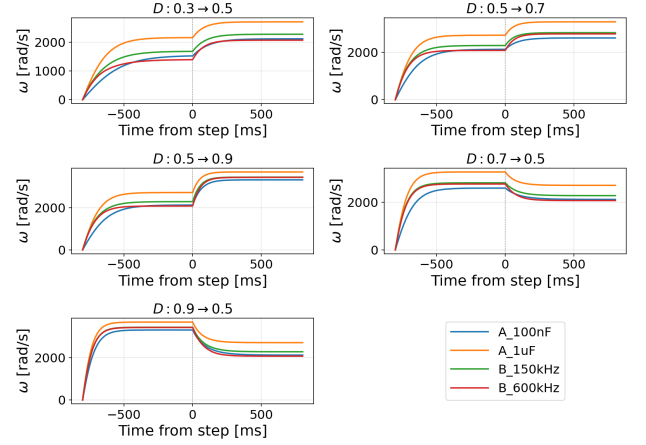 D : 0.3 → 0.5
ω [rad/s]
2000
1000
0
−500
0
500
Time from step [ms]
D : 0.5 → 0.7
ω [rad/s]
2000
0
−500
0
500
Time from step [ms]
D : 0.5 → 0.9
ω [rad/s]
2000
0
−500
0
500
Time from step [ms]
D : 0.7 → 0.5
ω [rad/s]
2000
0
−500
0
500
Time from step [ms]
D : 0.9 → 0.5
ω [rad/s]
2000
0
−500
0
500
Time from step [ms]
A_100nF
A_1uF
B_150kHz
B_600kHz